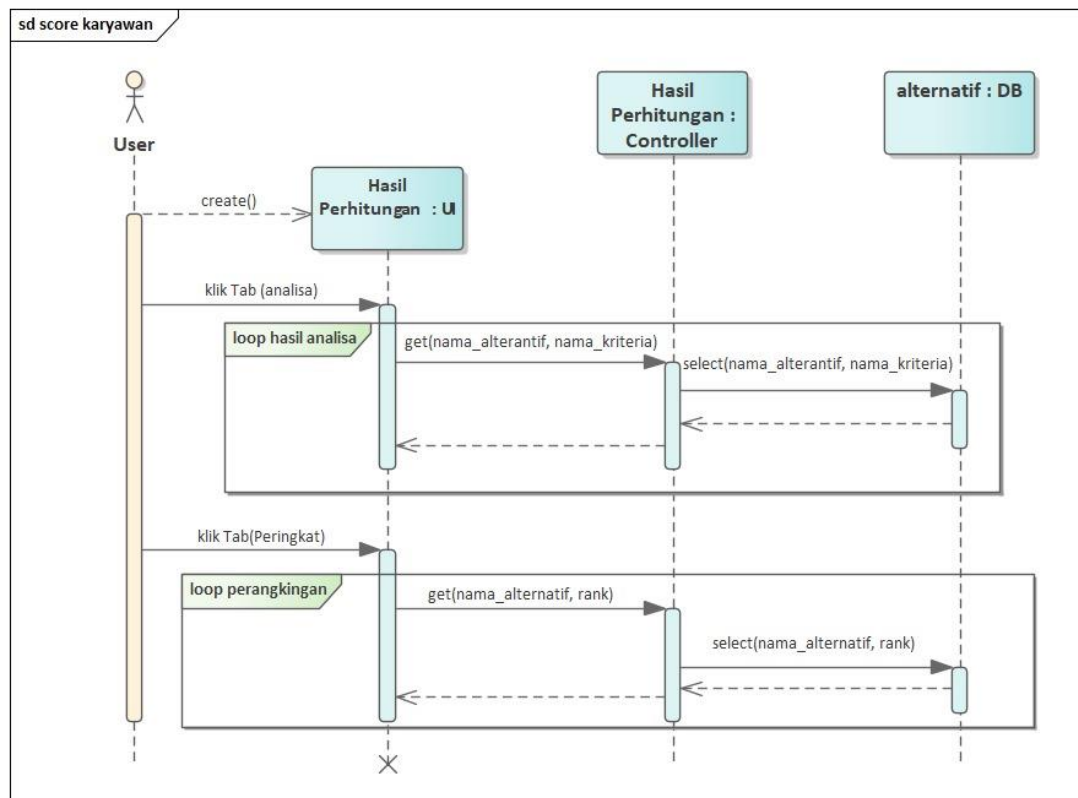 sd score karyawan
User
Hasil
Perhitungan :
Controller
alternatif : DB
Hasil
Perhitungan : UI
create()
klik Tab (analisa)
loop hasil analisa
get(nama_alterantif, nama_kriteria)
select(nama_alterantif, nama_kriteria)
klik Tab(Peringkat)
loop perangkingan
get(nama_alternatif, rank)
select(nama_alternatif, rank)